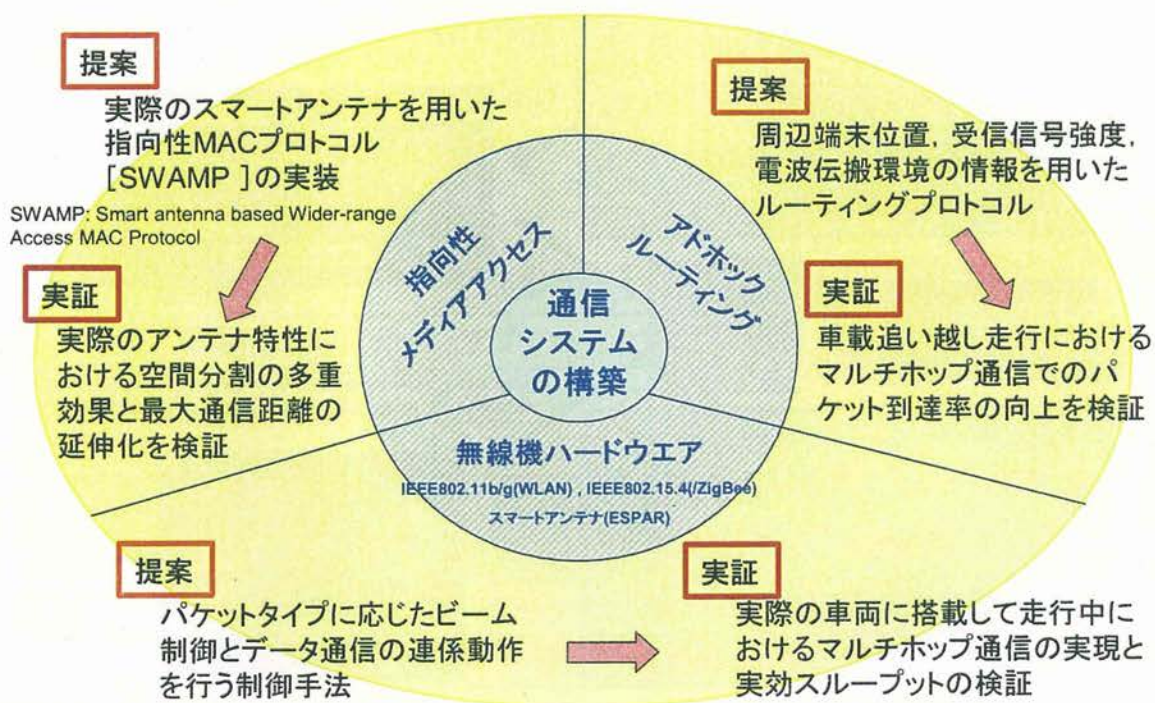 提案
実際のスマートアンテナを用いた
指向性MACプロトコル
[SWAMP ]の実装
SWAMP: Smart antenna based Wider-range
Access MAC Protocol
実証
実際のアンテナ特性に
おける空間分割の多重
効果と最大通信距離の
延伸化を検証
提案
周辺端末位置, 受信信号強度,
電波伝搬環境の情報を用いた
ルーティングプロトコル
実証
車載追い越し走行における
マルチホップ通信でのパ
ケット到達率の向上を検証
指向性
メディアアクセス
アドホック
ルーティング
通信
システム
の構築
無線機ハードウエア
IEEE802.11b/g(WLAN) , IEEE802.15.4(/ZigBee)
スマートアンテナ(ESPAR)
提案
パケットタイプに応じたビーム
制御とデータ通信の連係動作
を行う制御手法
実証
実際の車両に搭載して走行中に
おけるマルチホップ通信の実現と
実効スループットの検証